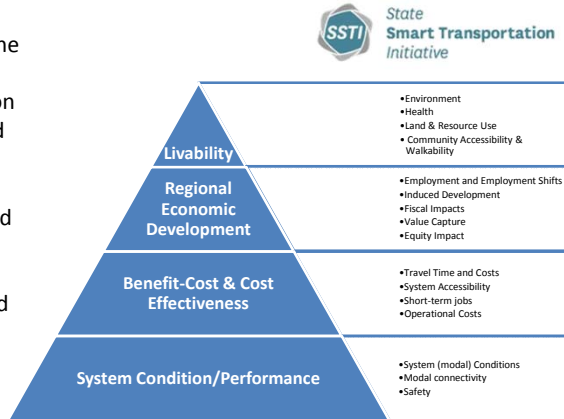 SSTI
State
Smart Transportation
Initiative
ne
on
d
d
d
Livability
•Environment
•Health
•Land & Resource Use
• Community Accessibility &
Walkability
Regional
Economic
Development
•Employment and Employment Shifts
•Induced Development
•Fiscal Impacts
•Value Capture
•Equity Impact
Benefit-Cost & Cost
Effectiveness
•Travel Time and Costs
•System Accessibility
•Short-term jobs
•Operational Costs
System Condition/Performance
•System (modal) Conditions
•Modal connectivity
•Safety